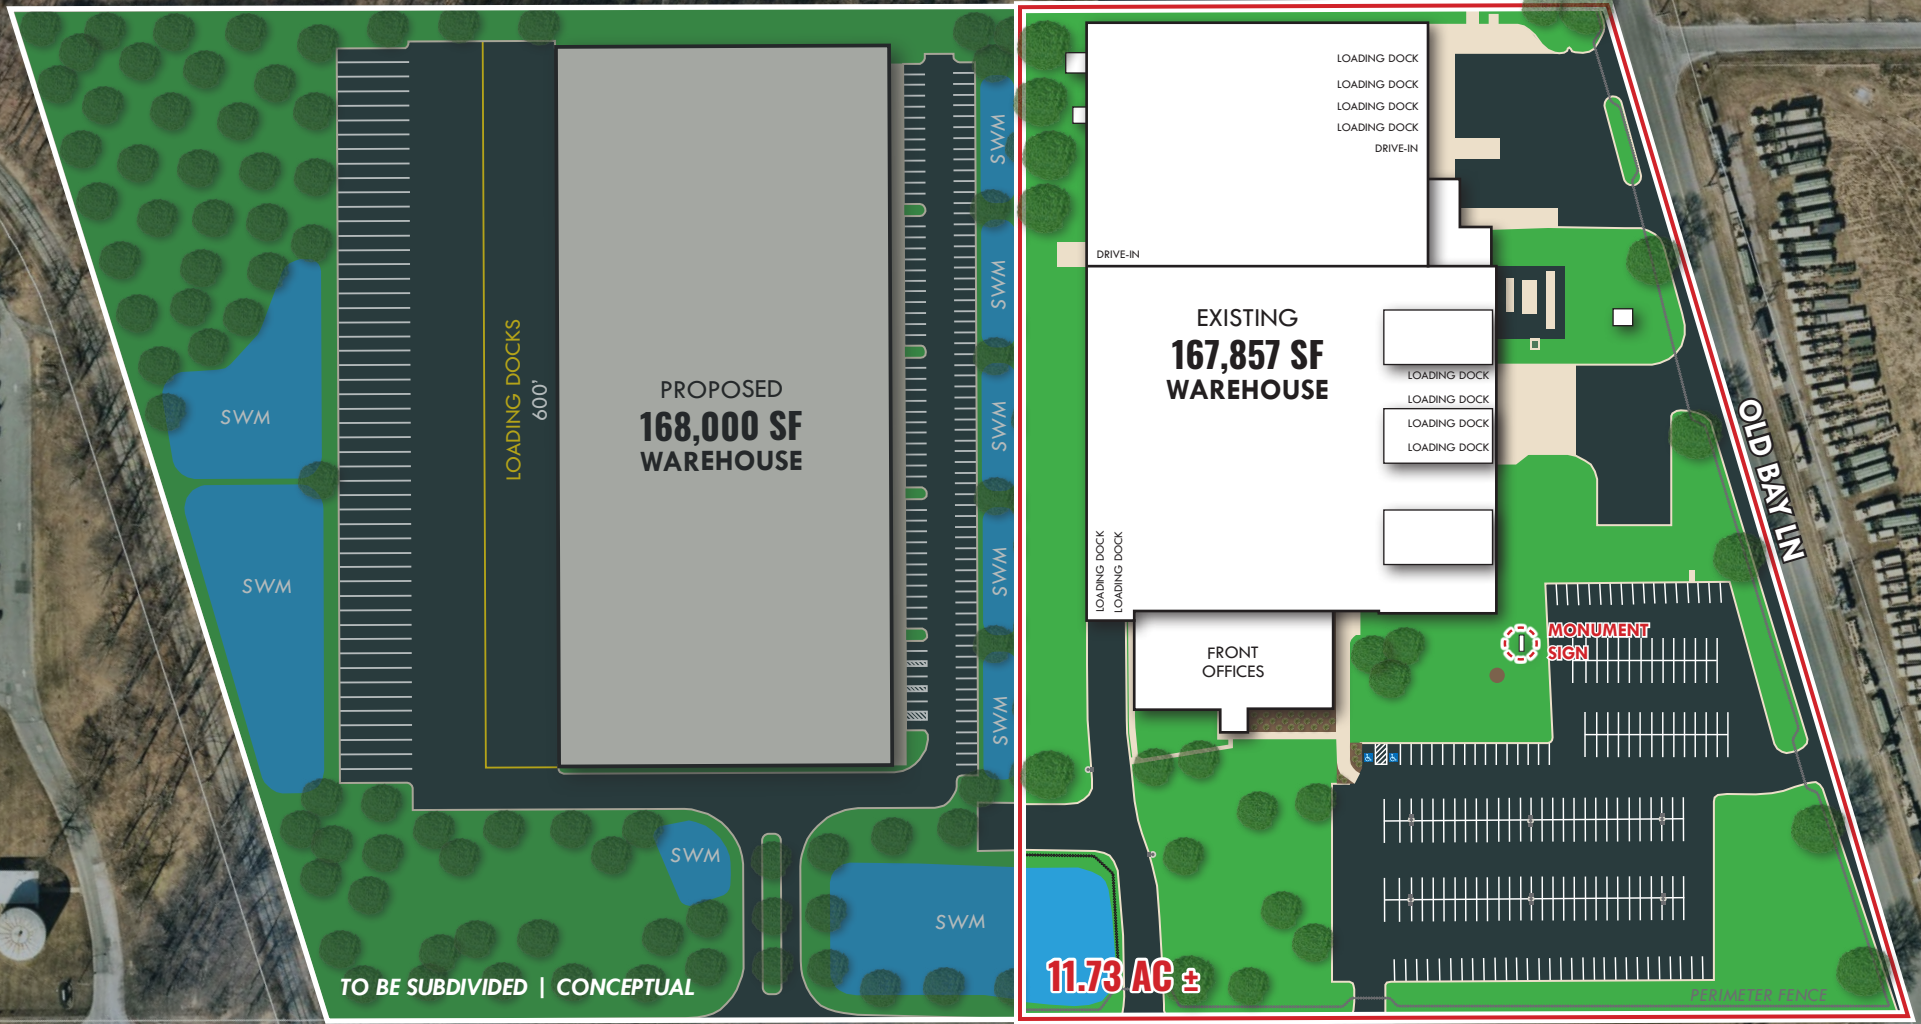 LOADING DOCKS
600'
PROPOSED
168,000 SF
WAREHOUSE
SWM
SWM
SWM
SWM
SWM
SWM
SWM
SWM
SWM
TO BE SUBDIVIDED | CONCEPTUAL
LOADING DOCK
LOADING DOCK
LOADING DOCK
LOADING DOCK
DRIVE-IN
DRIVE-IN
EXISTING
167,857 SF
WAREHOUSE
LOADING DOCK
LOADING DOCK
LOADING DOCK
LOADING DOCK
LOADING DOCK
LOADING DOCK
FRONT
OFFICES
MONUMENT
SIGN
OLD BAY LN
11.73 AC ±
PERIMETER FENCE